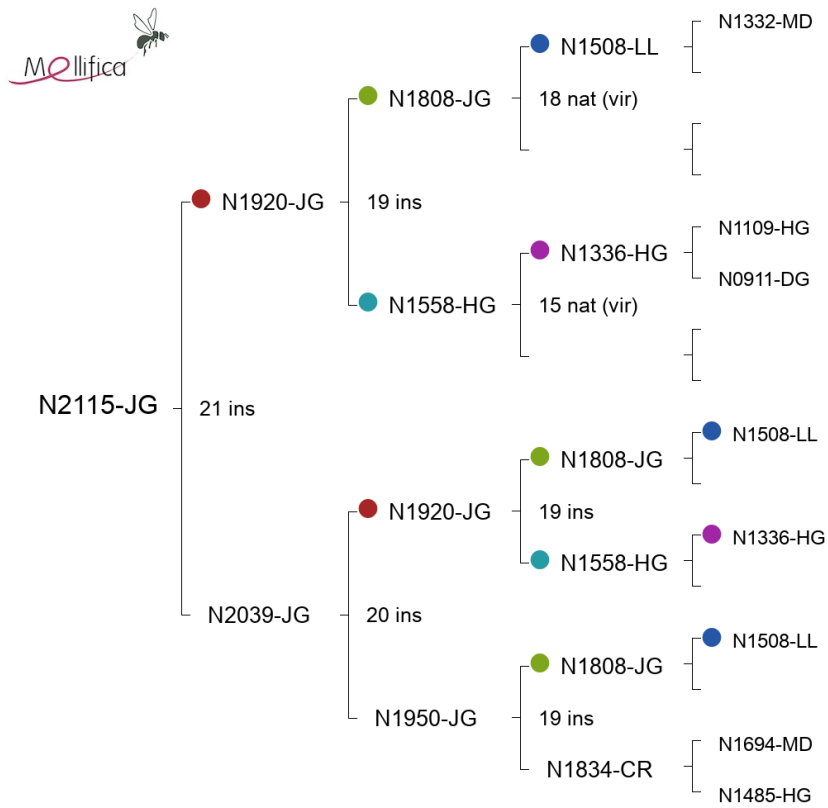 Mellifica
N1332-MD
N1508-LL
N1808-JG
18 nat (vir)
N1920-JG
19 ins
N1109-HG
N1336-HG
N0911-DG
N1558-HG
15 nat (vir)
N2115-JG
21 ins
N1508-LL
N1808-JG
N1920-JG
19 ins
N1336-HG
N1558-HG
N2039-JG
20 ins
N1508-LL
N1808-JG
N1950-JG
19 ins
N1694-MD
N1834-CR
N1485-HG